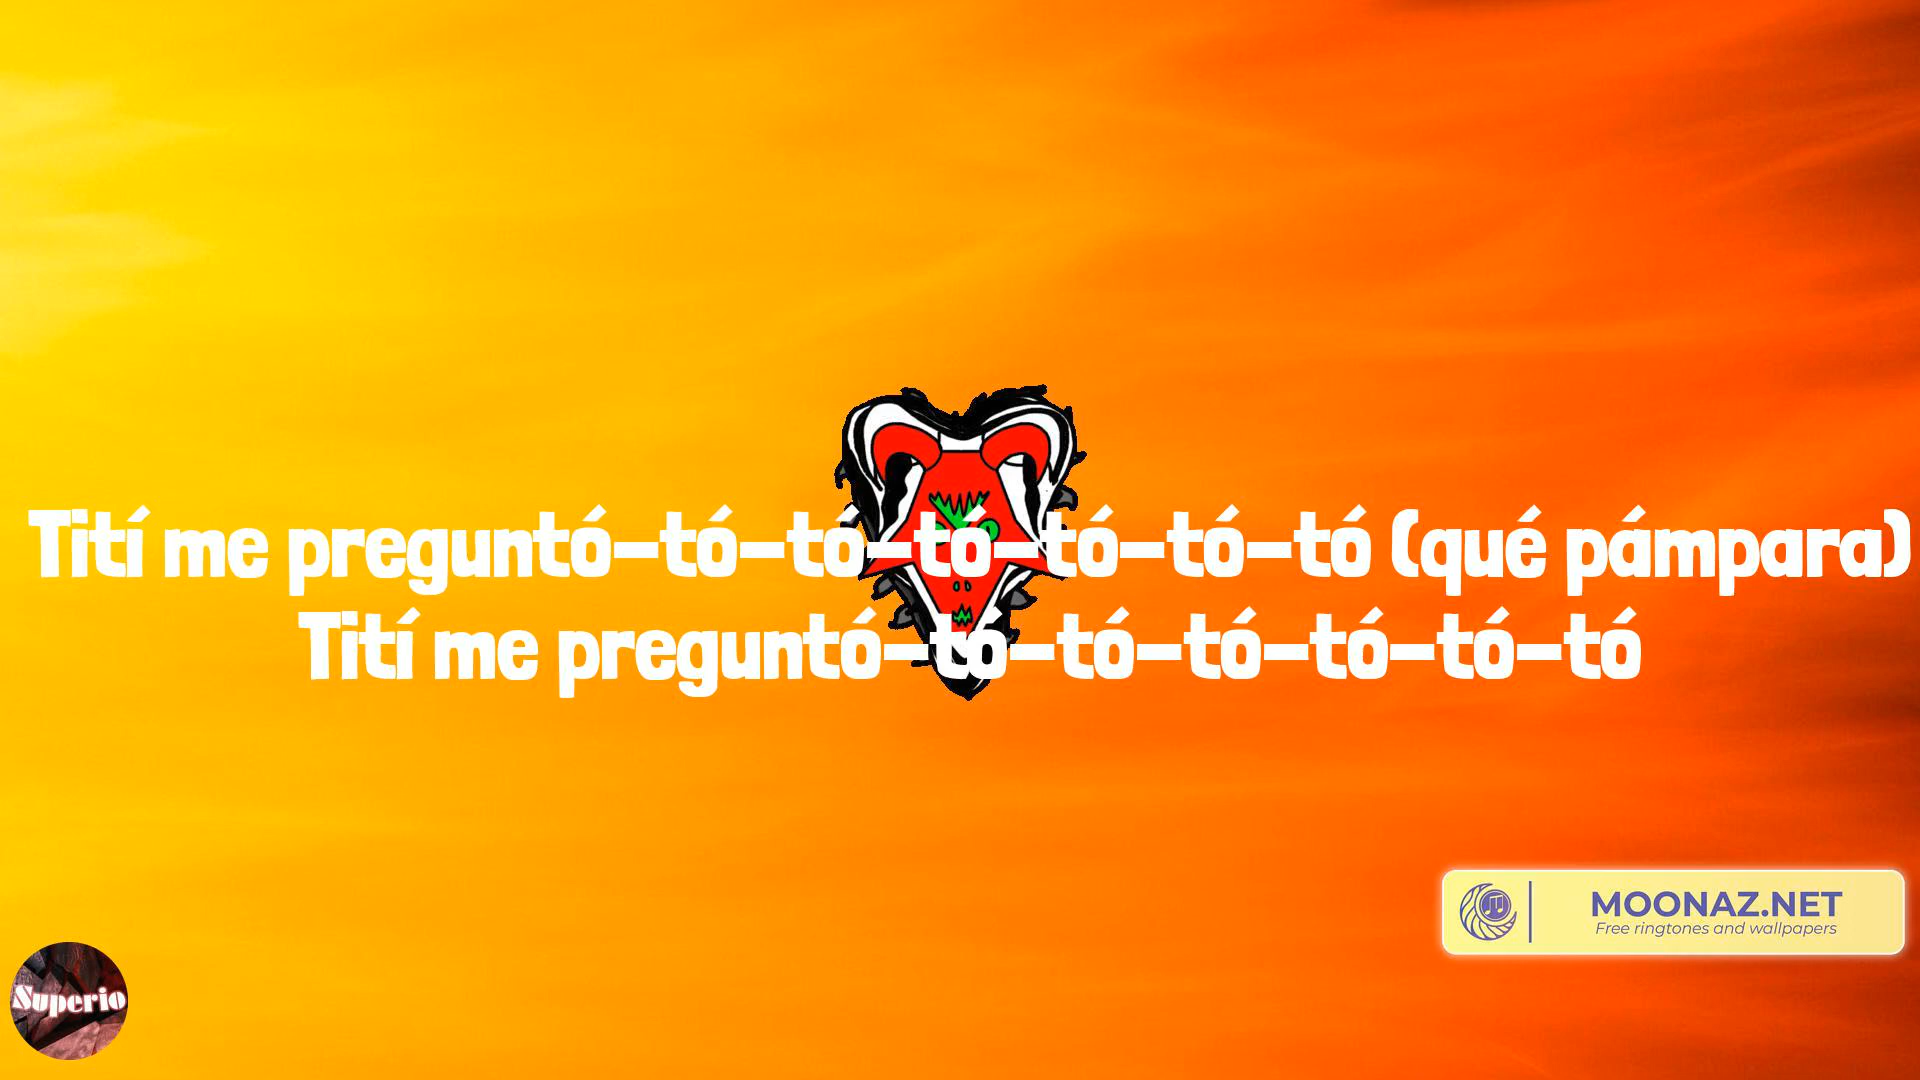 Tití me preguntó-tó-tó-tó-tó-tó-tó (qué pámpara)
Tití me preguntó-tó-tó-tó-tó-tó-tó
MOONAZ.NET
Free ringtones and wallpapers
Superio